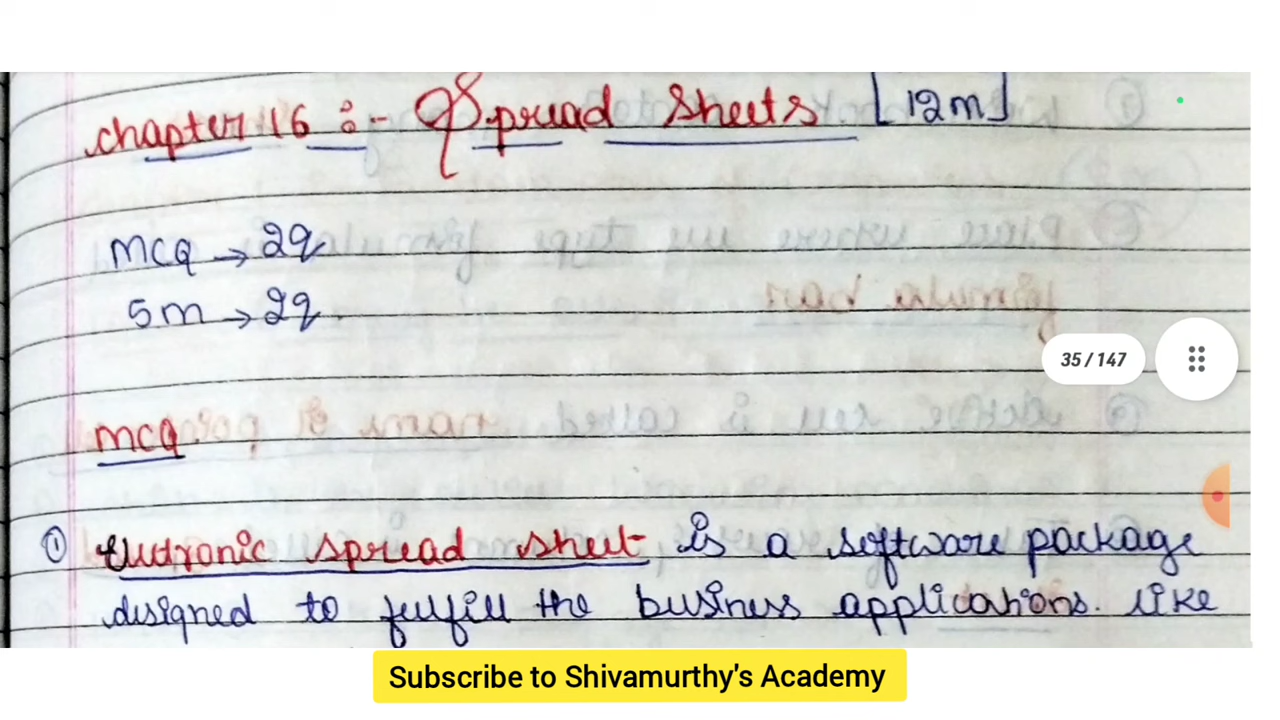 chapter 16 :- Spread Sheets [12m]
mcq → 2q
5m → 2q
35 / 147
mcq.
① Electronic spread sheet is a software package
designed to fulfill the business applications. like
Subscribe to Shivamurthy's Academy